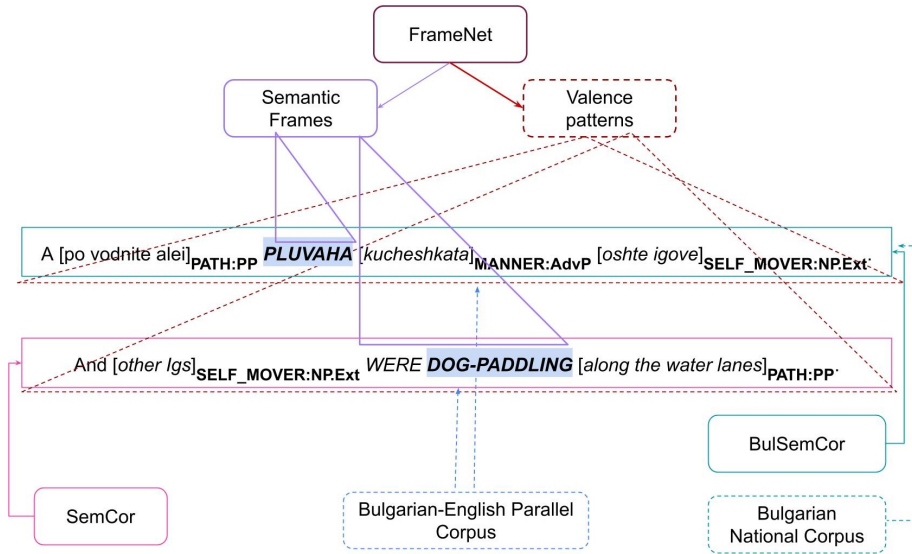 FrameNet
Semantic
Frames
Valence
patterns
A [po vodnite alei]PATH:PP PLUVAHA [kucheshkata]MANNER:AdvP [oshte igove]SELF_MOVER:NP.Ext.
And [other Igs]SELF_MOVER:NP.Ext WERE DOG-PADDLING [along the water lanes]PATH:PP.
BulSemCor
SemCor
Bulgarian-English Parallel
Corpus
Bulgarian
National Corpus